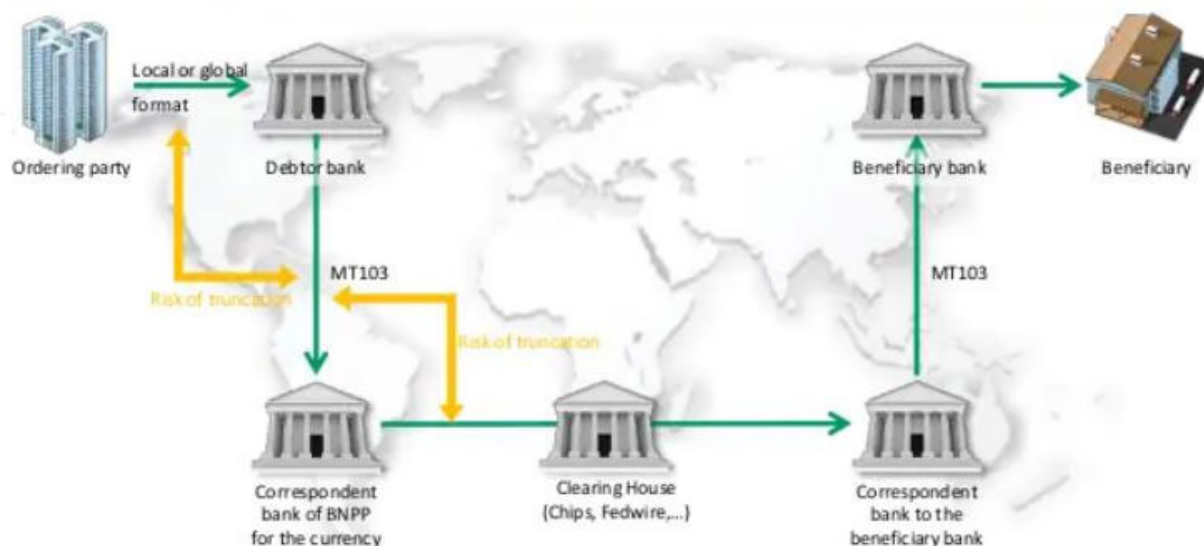 Local or global
format
Ordering party
Debtor bank
Beneficiary bank
Beneficiary
MT103
MT103
Risk of truncation
Risk of truncation
Correspondent
bank of BNPP
for the currency
Clearing House
(Chips, Fedwire,...)
Correspondent
bank to the
beneficiary bank